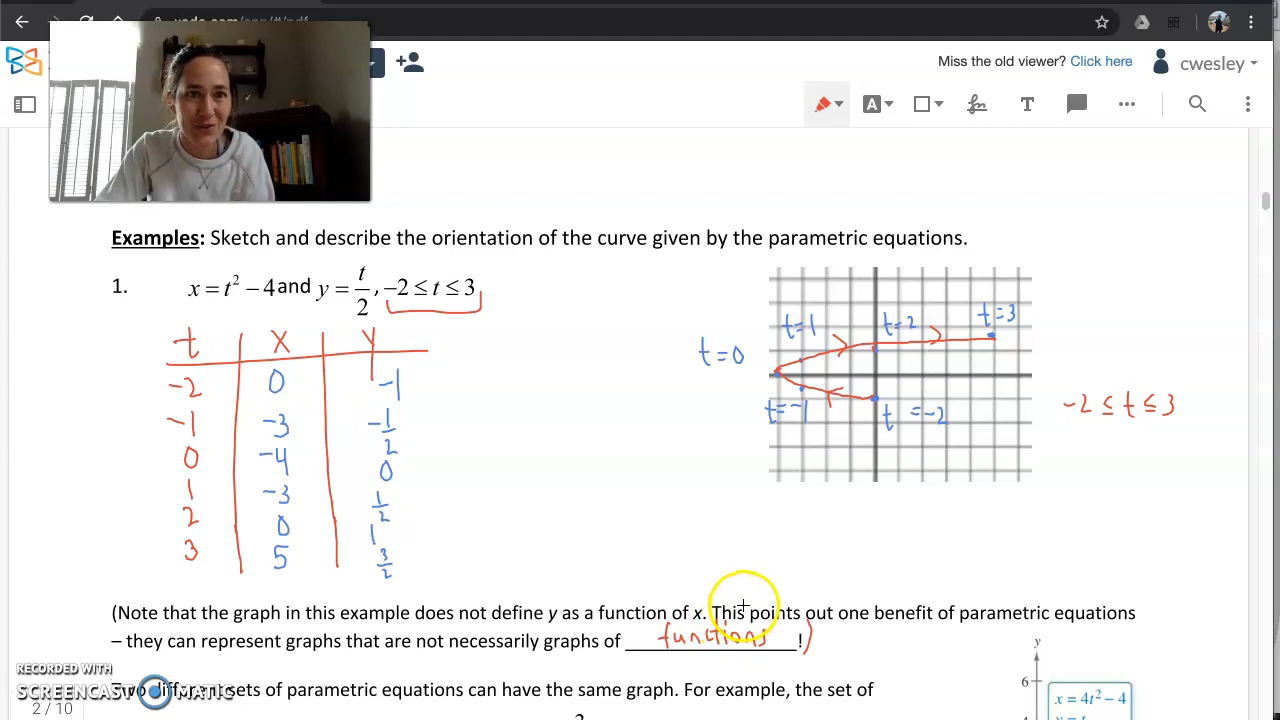 Miss the old viewer? Click here
cwesley
Examples: Sketch and describe the orientation of the curve given by the parametric equations.
1. x = t² − 4 and y = t/2, −2 ≤ t ≤ 3
t x y
-2 0 -1
-1 -3 -1/2
0 -4 0
1 -3 1/2
2 0 1
3 5 3/2
t=1 t=2 t=3
t=0
t=-1 t =-2
-2 ≤ t ≤ 3
(Note that the graph in this example does not define y as a function of x. This points out one benefit of parametric equations
– they can represent graphs that are not necessarily graphs of functions!)
Two different sets of parametric equations can have the same graph. For example, the set of
y
6
x = 4t² − 4
RECORDED WITH
SCREENCAST MATIC
2 / 10